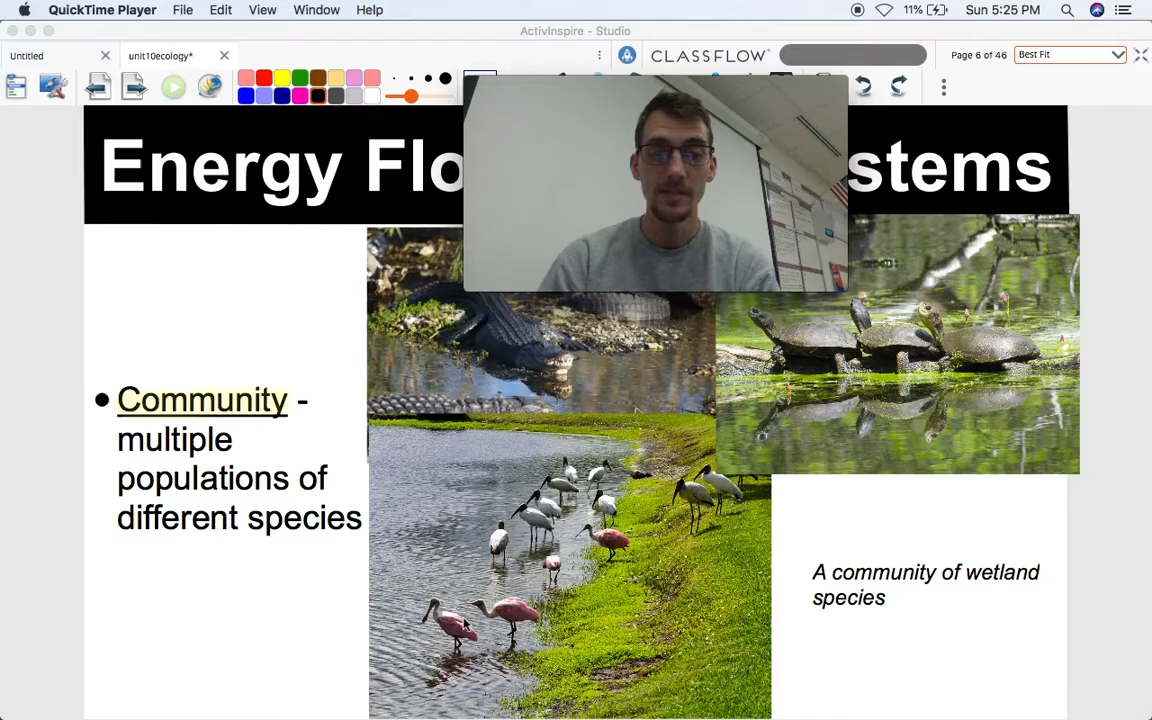 QuickTime Player File Edit View Window Help 11% Sun 5:25 PM
ActivInspire - Studio
Untitled unit10ecology* CLASSFLOW Page 6 of 46 Best Fit
Energy Flo stems
Community -
multiple
populations of
different species
A community of wetland
species